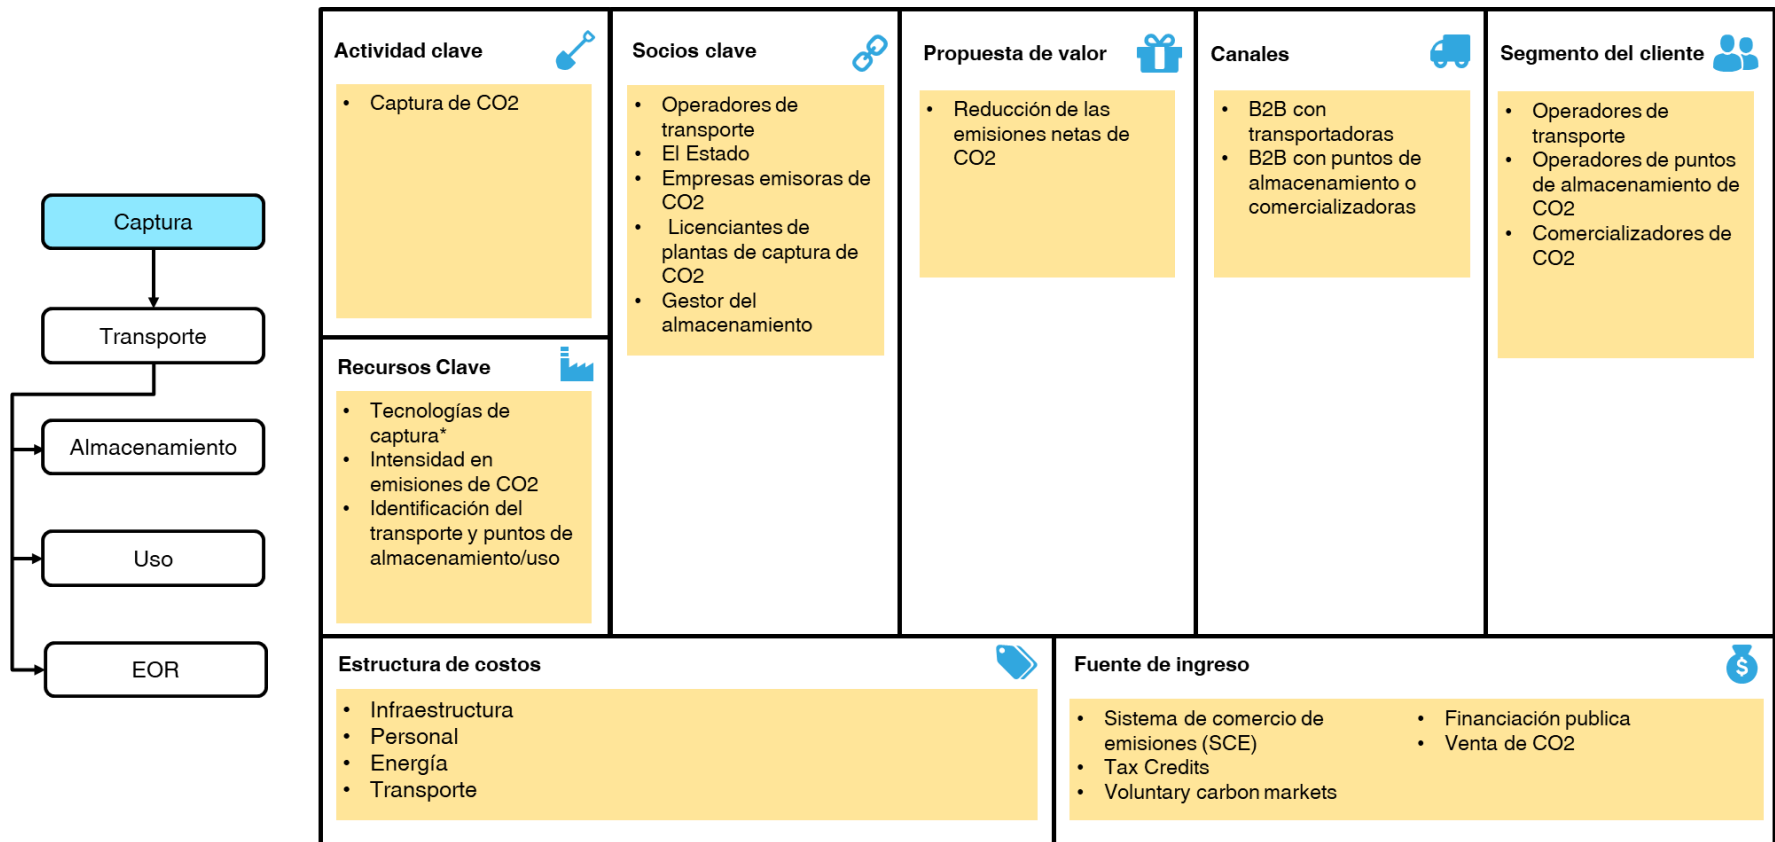 Captura
Transporte
Almacenamiento
Uso
EOR
Actividad clave
• Captura de CO2
Recursos Clave
• Tecnologías de
captura*
• Intensidad en
emisiones de CO2
• Identificación del
transporte y puntos de
almacenamiento/uso
Socios clave
• Operadores de
transporte
• El Estado
• Empresas emisoras de
CO2
• Licenciantes de
plantas de captura de
CO2
• Gestor del
almacenamiento
Propuesta de valor
• Reducción de las
emisiones netas de
CO2
Canales
• B2B con
transportadoras
• B2B con puntos de
almacenamiento o
comercializadoras
Segmento del cliente
• Operadores de
transporte
• Operadores de puntos
de almacenamiento de
CO2
• Comercializadores de
CO2
Estructura de costos
• Infraestructura
• Personal
• Energía
• Transporte
Fuente de ingreso
$
• Sistema de comercio de
emisiones (SCE)
• Tax Credits
• Voluntary carbon markets
• Financiación publica
• Venta de CO2